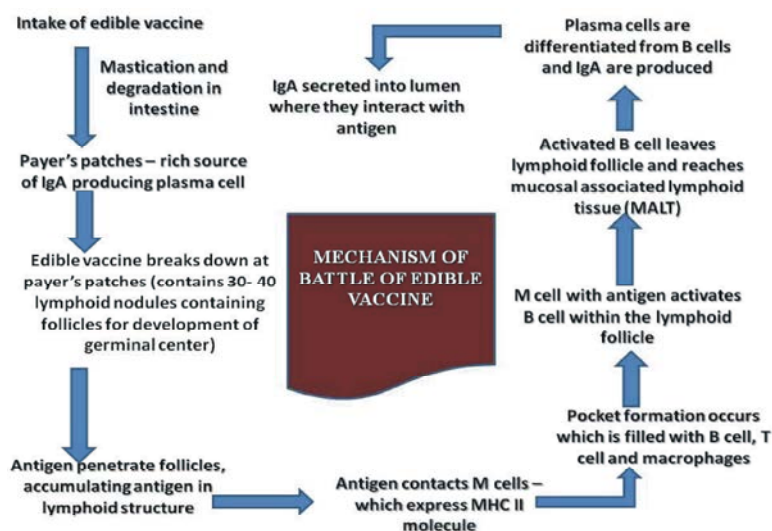 Intake of edible vaccine
Mastication and
degradation in
intestine
Payer's patches – rich source
of IgA producing plasma cell
Edible vaccine breaks down at
payer's patches (contains 30- 40
lymphoid nodules containing
follicles for development of
germinal center)
Antigen penetrate follicles,
accumulating antigen in
lymphoid structure
Antigen contacts M cells –
which express MHC II
molecule
Pocket formation occurs
which is filled with B cell, T
cell and macrophages
M cell with antigen activates
B cell within the lymphoid
follicle
Activated B cell leaves
lymphoid follicle and reaches
mucosal associated lymphoid
tissue (MALT)
Plasma cells are
differentiated from B cells
and IgA are produced
IgA secreted into lumen
where they interact with
antigen
MECHANISM OF
BATTLE OF EDIBLE
VACCINE